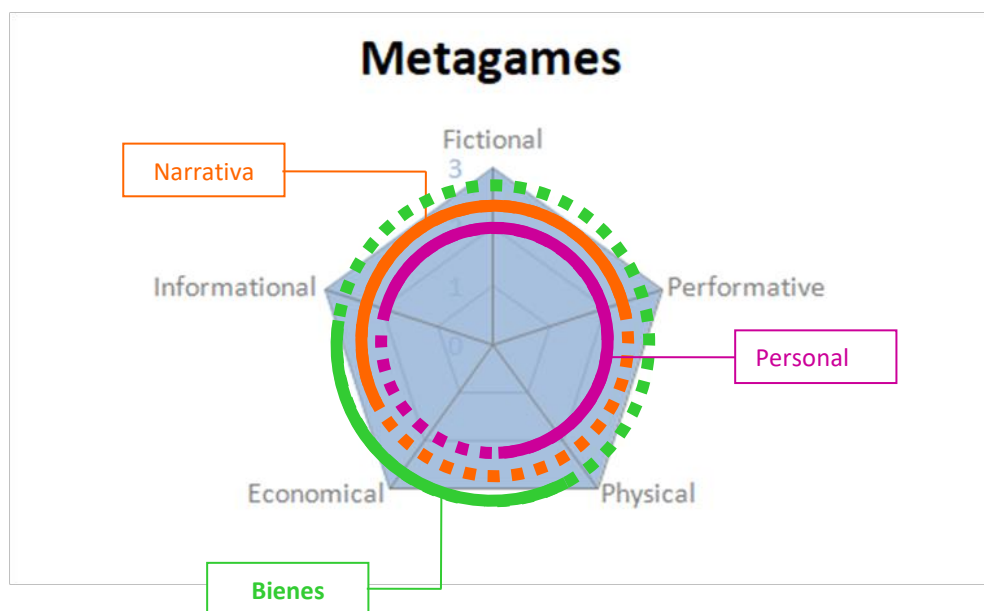 Metagames
Fictional
Narrativa
3
Informational
1
Performative
0
Personal
Economical
Physical
Bienes